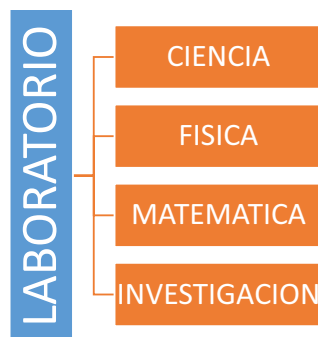 LABORATORIO
CIENCIA
FISICA
MATEMATICA
INVESTIGACION